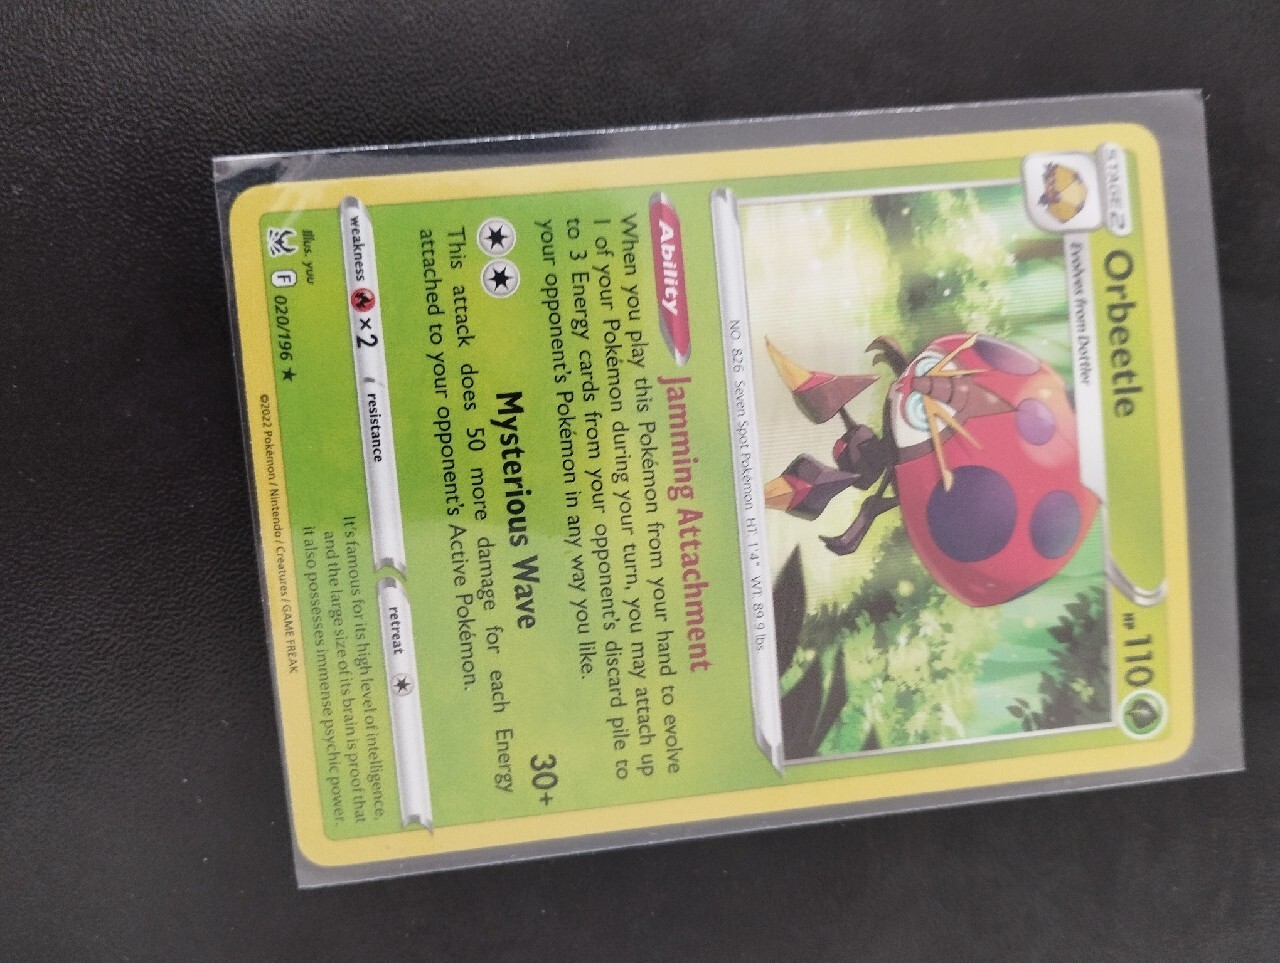 STAGE 2
Orbeetle
HP 110
Evolves from Dottler
NO. 826 Seven Spot Pokémon HT: 1'4" WT: 89.9 lbs.
Ability Jamming Attachment
When you play this Pokémon from your hand to evolve
1 of your Pokémon during your turn, you may attach up
to 3 Energy cards from your opponent's discard pile to
your opponent's Pokémon in any way you like.
Mysterious Wave 30+
This attack does 50 more damage for each Energy
attached to your opponent's Active Pokémon.
weakness ×2 resistance retreat
Illus. yuu
F 020/196 ★
It's famous for its high level of intelligence,
and the large size of its brain is proof that
it also possesses immense psychic power.
©2022 Pokémon / Nintendo / Creatures / GAME FREAK